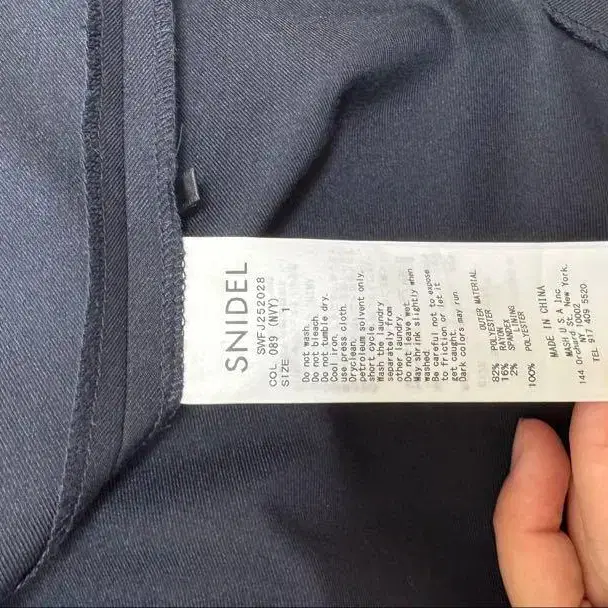 SNIDEL
SWFJ252028
COL 089 (NVY)
SIZE 1
Do not wash.
Do not bleach.
Do not tumble dry.
Cool iron.
use press cloth.
Dryclean.
petroleum solvent only.
short cycle.
Wash the laundry
separately from
other laundry.
Do not leave wet.
May shrink slightly when
washed.
Be careful not to expose
to friction or let it
get caught.
Dark colors may run
OUTER MATERIAL
82% POLYESTER
16% RAYON
2% SPANDEX
LINING
100% POLYESTER
MADE IN CHINA
MASH U.S.A Inc
144 orchard St. New York.
NY 10002
TEL 917 409 5520